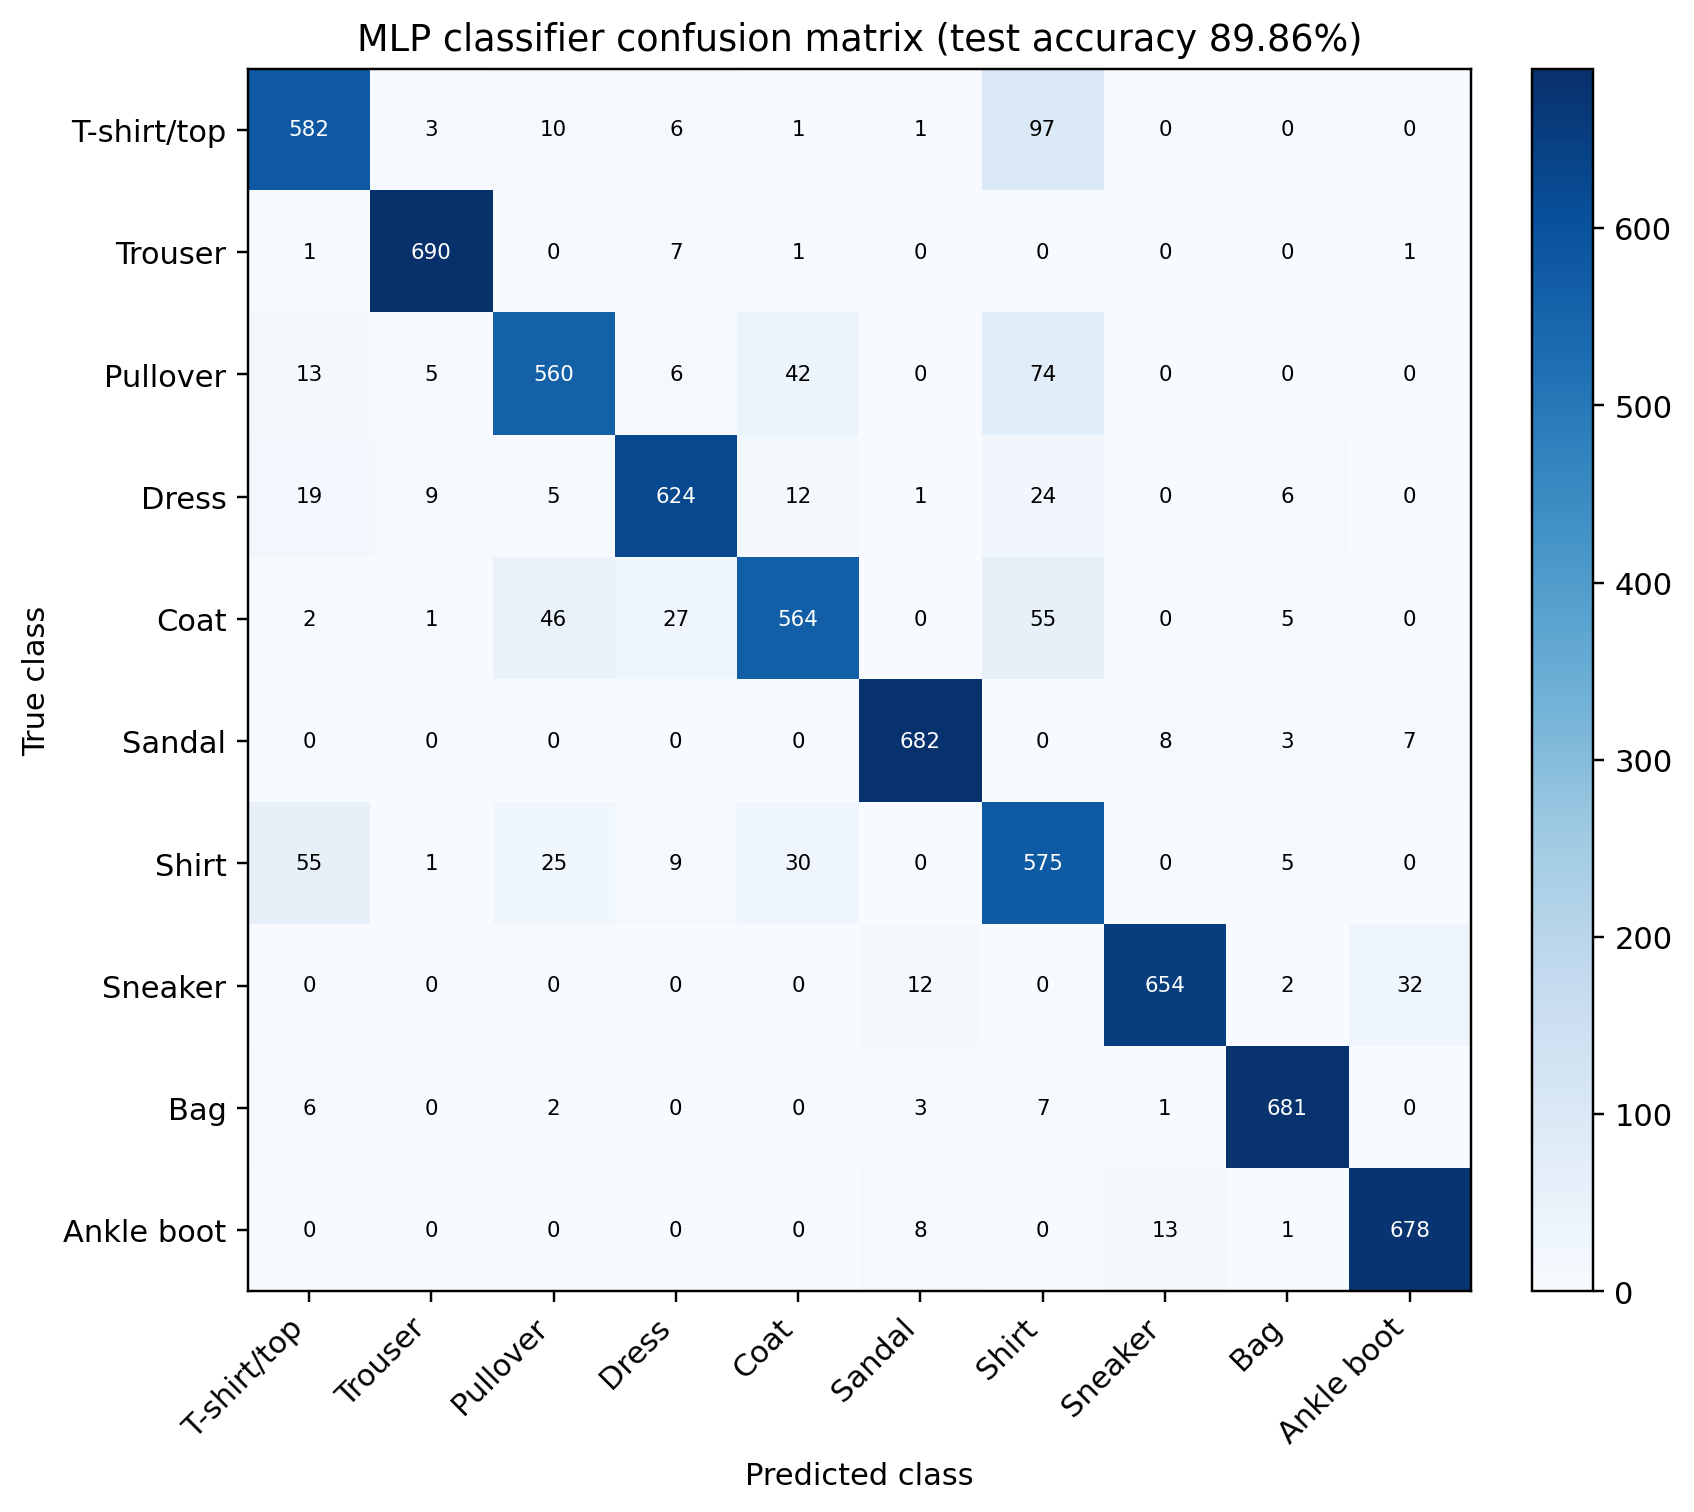 MLP classifier confusion matrix (test accuracy 89.86%)
T-shirt/top 582 3 10 6 1 1 97 0 0 0
Trouser 1 690 0 7 1 0 0 0 0 1
Pullover 13 5 560 6 42 0 74 0 0 0
Dress 19 9 5 624 12 1 24 0 6 0
Coat 2 1 46 27 564 0 55 0 5 0
Sandal 0 0 0 0 0 682 0 8 3 7
Shirt 55 1 25 9 30 0 575 0 5 0
Sneaker 0 0 0 0 0 12 0 654 2 32
Bag 6 0 2 0 0 3 7 1 681 0
Ankle boot 0 0 0 0 0 8 0 13 1 678
True class
T-shirt/top Trouser Pullover Dress Coat Sandal Shirt Sneaker Bag Ankle boot
Predicted class
600
500
400
300
200
100
0